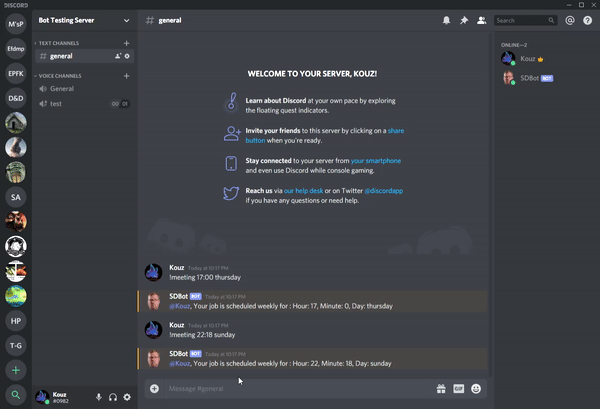 DISCORD
Bot Testing Server
general
Search
M'sP
Efdmp
EPFK
D&D
SA
HP
T-G
TEXT CHANNELS
general
VOICE CHANNELS
General
test
WELCOME TO YOUR SERVER, KOUZ!
Learn about Discord at your own pace by exploring
the floating quest indicators.
Invite your friends to this server by clicking on a share
button when you're ready.
Stay connected to your server from your smartphone
and even use Discord while console gaming.
Reach us via our help desk or on Twitter @discordapp
if you have any questions or need help.
Kouz Today at 10:17 PM
!meeting 17:00 thursday
SDBot BOT Today at 10:17 PM
@Kouz, Your job is scheduled weekly for : Hour: 17, Minute: 0, Day: thursday
Kouz Today at 10:17 PM
!meeting 22:18 sunday
SDBot BOT Today at 10:17 PM
@Kouz, Your job is scheduled weekly for : Hour: 22, Minute: 18, Day: sunday
Message #general
GIF
Kouz
#0982
ONLINE—2
Kouz
SDBot BOT